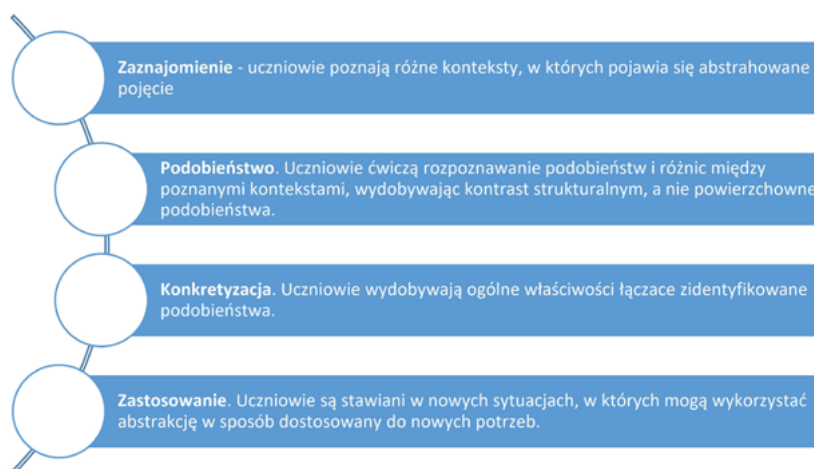 Zaznajomienie - uczniowie poznają różne konteksty, w których pojawia się abstrahowane
pojęcie
Podobieństwo. Uczniowie ćwiczą rozpoznawanie podobieństw i różnic między
poznanymi kontekstami, wydobywając kontrast strukturalnym, a nie powierzchowne
podobieństwa.
Konkretyzacja. Uczniowie wydobywają ogólne właściwości łączace zidentyfikowane
podobieństwa.
Zastosowanie. Uczniowie są stawiani w nowych sytuacjach, w których mogą wykorzystać
abstrakcję w sposób dostosowany do nowych potrzeb.